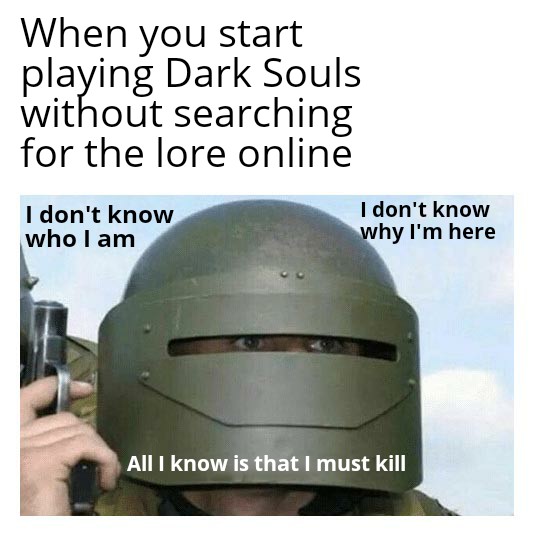 When you start
playing Dark Souls
without searching
for the lore online
I don't know
who I am
I don't know
why I'm here
All I know is that I must kill